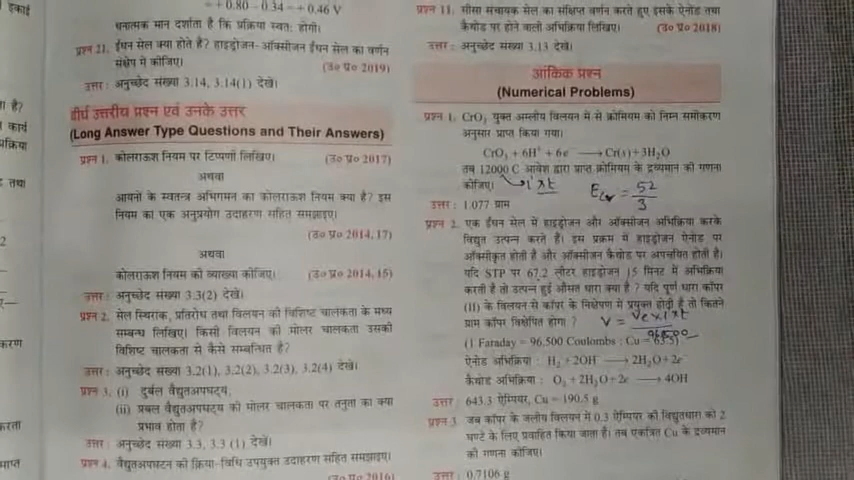 इकाई
ा है?
कार्य
प्रक्रिया
तथा
2
करण
करता
माप्त
= + 0.80 - 0.34 = + 0.46 V
धनात्मक मान दर्शाता है कि प्रक्रिया स्वतः होगी।
प्रश्न 21. ईंधन सेल क्या होते हैं? हाइड्रोजन-ऑक्सीजन ईंधन सेल का वर्णन
संक्षेप में कीजिए। (उ० प्र० 2019)
उत्तर : अनुच्छेद संख्या 3.14, 3.14(1) देखें।
दीर्घ उत्तरीय प्रश्न एवं उनके उत्तर
(Long Answer Type Questions and Their Answers)
प्रश्न 1. कोलराऊश नियम पर टिप्पणी लिखिए। (उ० प्र० 2017)
अथवा
आयनों के स्वतन्त्र अभिगमन का कोलराऊश नियम क्या है? इस
नियम का एक अनुप्रयोग उदाहरण सहित समझाइए।
(उ० प्र० 2014, 17)
अथवा
कोलराऊश नियम की व्याख्या कीजिए। (उ० प्र० 2014, 15)
उत्तर : अनुच्छेद संख्या 3.3(2) देखें।
प्रश्न 2. सेल स्थिरांक, प्रतिरोध तथा विलयन की विशिष्ट चालकता के मध्य
सम्बन्ध लिखिए। किसी विलयन की मोलर चालकता उसकी
विशिष्ट चालकता से कैसे सम्बन्धित है?
उत्तर : अनुच्छेद संख्या 3.2(1), 3.2(2), 3.2(3), 3.2(4) देखें।
प्रश्न 3. (i) दुर्बल वैद्युतअपघट्य,
(ii) प्रबल वैद्युतअपघट्य की मोलर चालकता पर तनुता का क्या
प्रभाव होता है?
उत्तर : अनुच्छेद संख्या 3.3, 3.3 (1) देखें।
प्रश्न 4. वैद्युतअपघटन की क्रिया-विधि उपयुक्त उदाहरण सहित समझाइए।
(उ० प्र० 2016)
प्रश्न 11. सीसा संचायक सेल का संक्षिप्त वर्णन करते हुए इसके ऐनोड तथा
कैथोड पर होने वाली अभिक्रिया लिखिए। (उ० प्र० 2018)
उत्तर : अनुच्छेद संख्या 3.13 देखें।
आंकिक प्रश्न
(Numerical Problems)
प्रश्न 1. CrO₃ युक्त अम्लीय विलयन में से क्रोमियम को निम्न समीकरण
अनुसार प्राप्त किया गया।
CrO₃ + 6H⁺ + 6e ⟶ Cr(s) + 3H₂O
तब 12000 C आवेश द्वारा प्राप्त क्रोमियम के द्रव्यमान की गणना
कीजिए। i×t E_Cr = 52/3
उत्तर : 1.077 ग्राम
प्रश्न 2. एक ईंधन सेल में हाइड्रोजन और ऑक्सीजन अभिक्रिया करके
विद्युत उत्पन्न करते हैं। इस प्रक्रम में हाइड्रोजन ऐनोड पर
ऑक्सीकृत होती है और ऑक्सीजन कैथोड पर अपचयित होती है।
यदि STP पर 67.2 लीटर हाइड्रोजन 15 मिनट में अभिक्रिया
करती है तो उत्पन्न हुई औसत धारा क्या है? यदि पूर्ण धारा कॉपर
(II) के विलयन से कॉपर के निक्षेपण में प्रयुक्त होती है तो कितने
ग्राम कॉपर विक्षेपित होगा? V = Ve×i×t / 96500
(1 Faraday = 96,500 Coulombs : Cu = 63.5)
ऐनोड अभिक्रिया : H₂ + 2OH⁻ ⟶ 2H₂O + 2e
कैथोड अभिक्रिया : O₂ + 2H₂O + 2e ⟶ 4OH
उत्तर : 643.3 ऐम्पियर, Cu = 190.5 g
प्रश्न 3. जब कॉपर के जलीय विलयन में 0.3 ऐम्पियर की विद्युतधारा को 2
घण्टे के लिए प्रवाहित किया जाता है। तब एकत्रित Cu के द्रव्यमान
की गणना कीजिए।
उत्तर : 0.7106 g